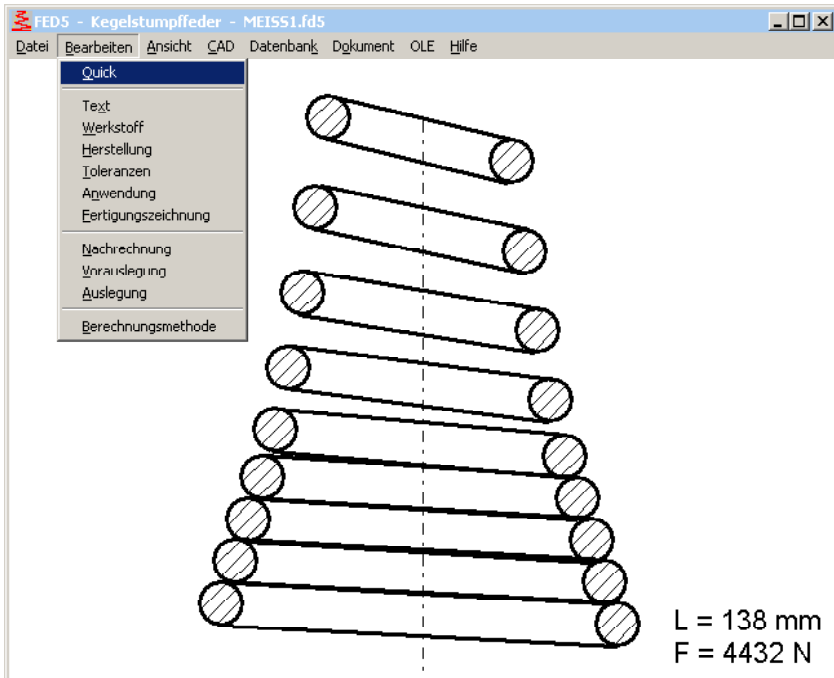 FED5 - Kegelstumpffeder - MEISS1.fd5
Datei Bearbeiten Ansicht CAD Datenbank Dokument OLE Hilfe
Quick
Text
Werkstoff
Herstellung
Toleranzen
Anwendung
Fertigungszeichnung
Nachrechnung
Vorauslegung
Auslegung
Berechnungsmethode
L = 138 mm
F = 4432 N